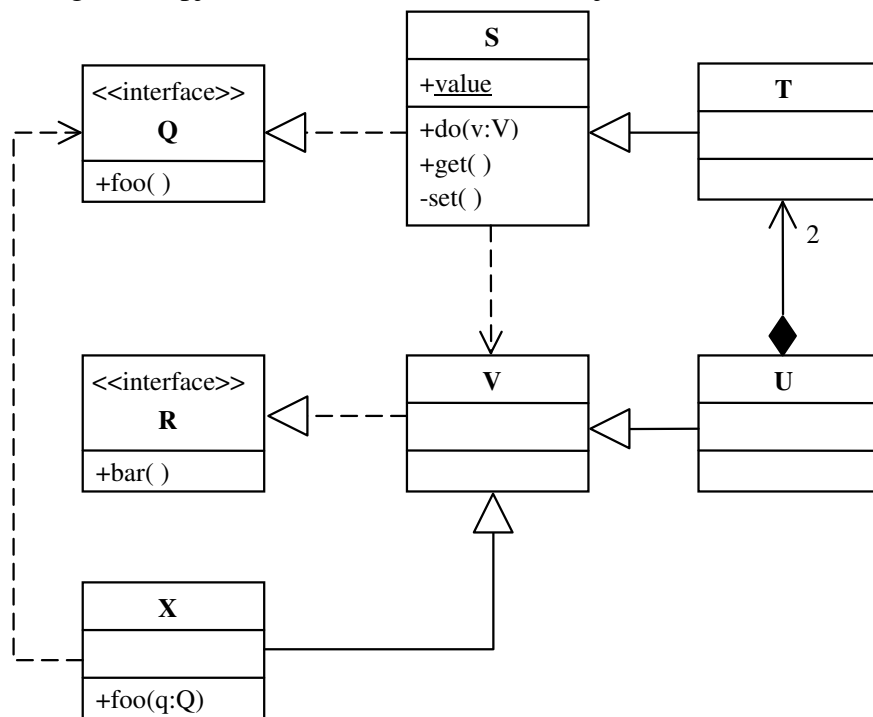 S
+value
+do(v:V)
+get( )
-set( )
<<interface>>
Q
+foo( )
T
2
<<interface>>
R
+bar( )
V
U
X
+foo(q:Q)